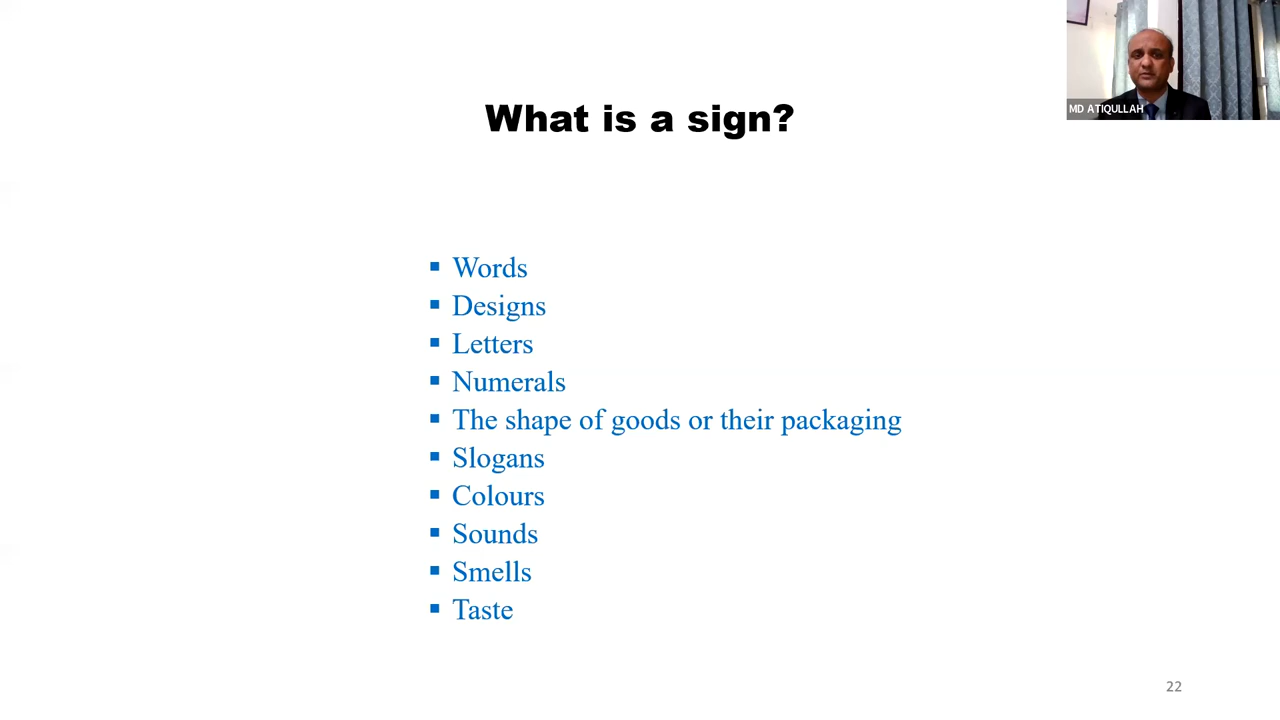 What is a sign?
MD ATIQULLAH
▪ Words
▪ Designs
▪ Letters
▪ Numerals
▪ The shape of goods or their packaging
▪ Slogans
▪ Colours
▪ Sounds
▪ Smells
▪ Taste
22